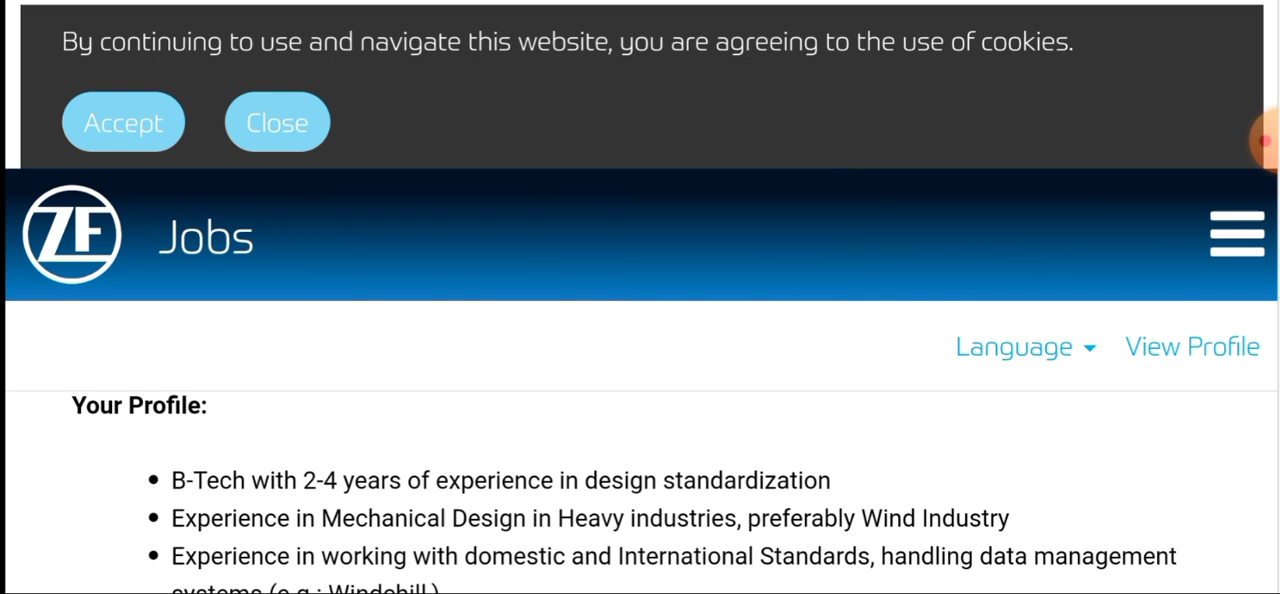 By continuing to use and navigate this website, you are agreeing to the use of cookies.
Accept Close
ZF Jobs
Language View Profile
Your Profile:
• B-Tech with 2-4 years of experience in design standardization
• Experience in Mechanical Design in Heavy industries, preferably Wind Industry
• Experience in working with domestic and International Standards, handling data management
systems (e.g.: Windchill)